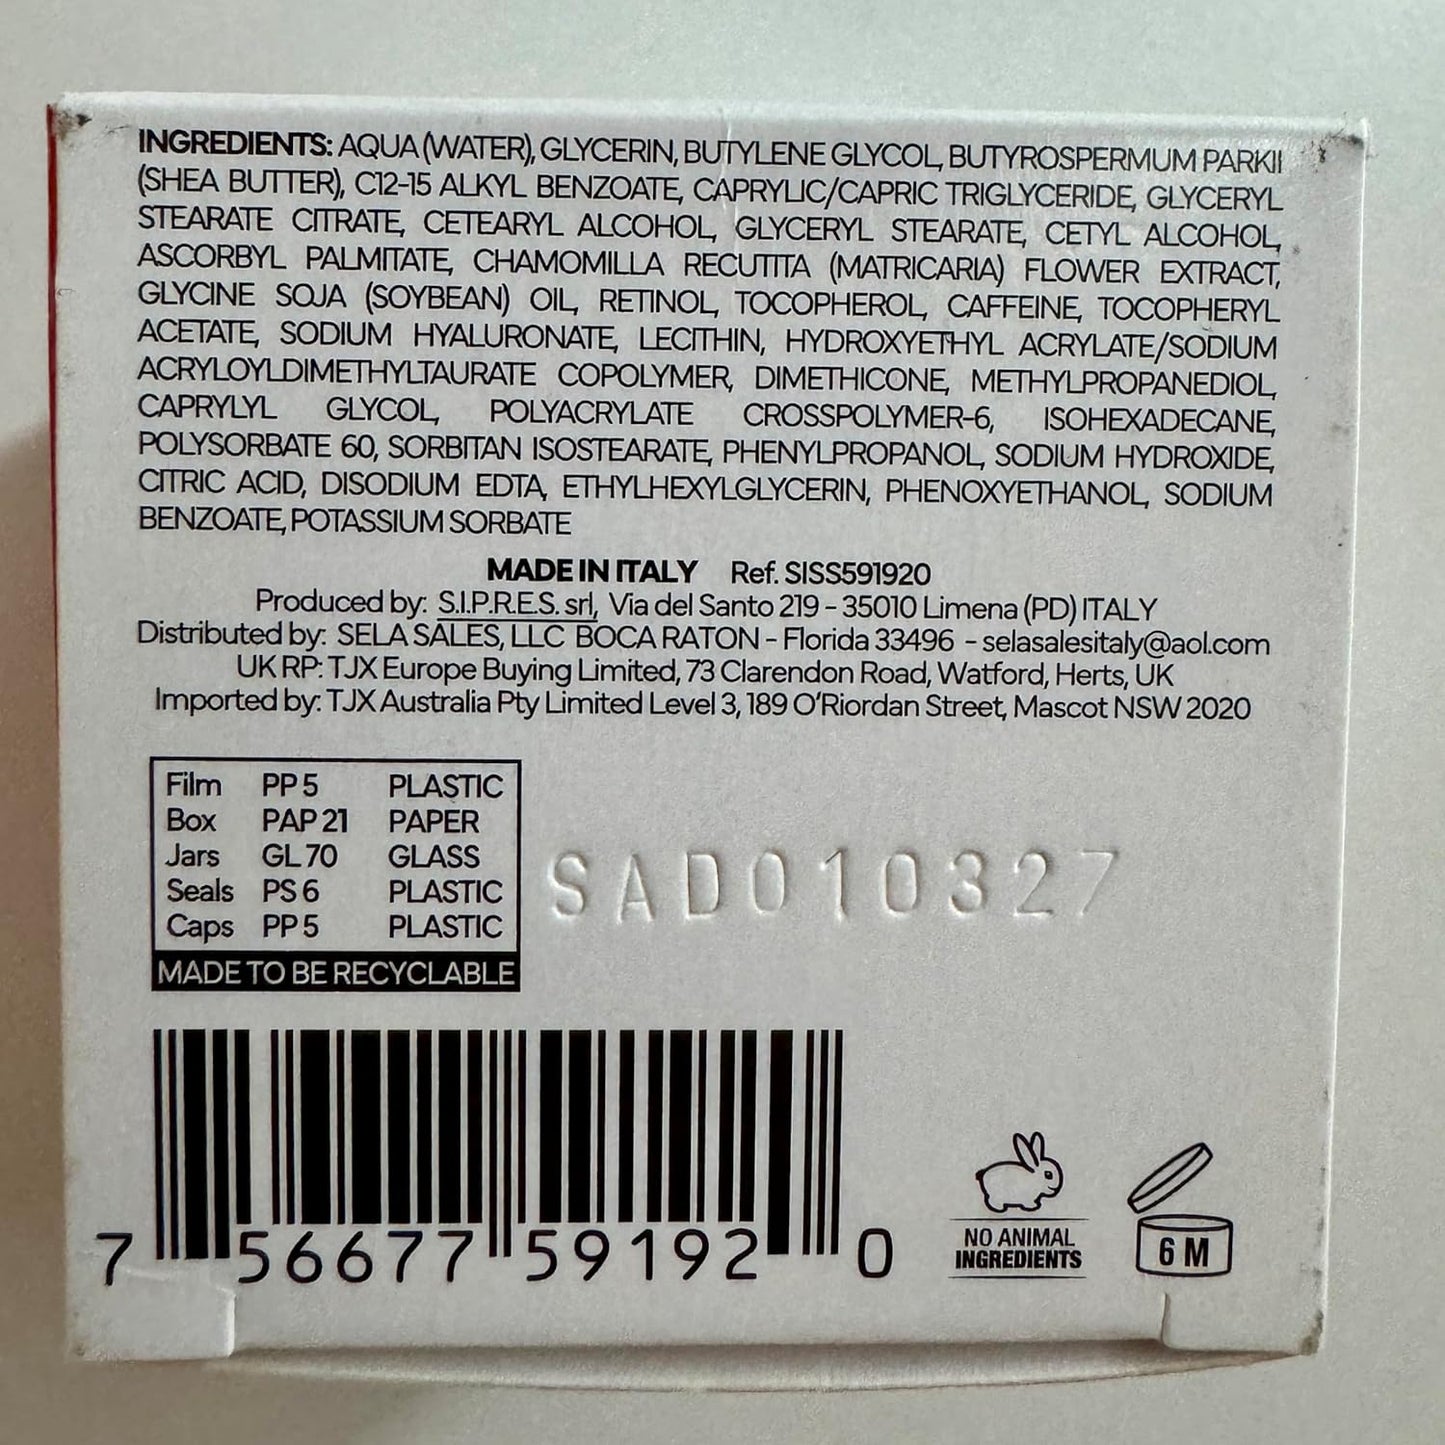 INGREDIENTS: AQUA (WATER), GLYCERIN, BUTYLENE GLYCOL, BUTYROSPERMUM PARKII
(SHEA BUTTER), C12-15 ALKYL BENZOATE, CAPRYLIC/CAPRIC TRIGLYCERIDE, GLYCERYL
STEARATE CITRATE, CETEARYL ALCOHOL, GLYCERYL STEARATE, CETYL ALCOHOL,
ASCORBYL PALMITATE, CHAMOMILLA RECUTITA (MATRICARIA) FLOWER EXTRACT,
GLYCINE SOJA (SOYBEAN) OIL, RETINOL, TOCOPHEROL, CAFFEINE, TOCOPHERYL
ACETATE, SODIUM HYALURONATE, LECITHIN, HYDROXYETHYL ACRYLATE/SODIUM
ACRYLOYLDIMETHYLTAURATE COPOLYMER, DIMETHICONE, METHYLPROPANEDIOL,
CAPRYLYL GLYCOL, POLYACRYLATE CROSSPOLYMER-6, ISOHEXADECANE,
POLYSORBATE 60, SORBITAN ISOSTEARATE, PHENYLPROPANOL, SODIUM HYDROXIDE,
CITRIC ACID, DISODIUM EDTA, ETHYLHEXYLGLYCERIN, PHENOXYETHANOL, SODIUM
BENZOATE, POTASSIUM SORBATE
MADE IN ITALY Ref. SISS591920
Produced by: S.I.P.R.E.S. srl, Via del Santo 219 - 35010 Limena (PD) ITALY
Distributed by: SELA SALES, LLC BOCA RATON - Florida 33496 - selasalesitaly@aol.com
UK RP: TJX Europe Buying Limited, 73 Clarendon Road, Watford, Herts, UK
Imported by: TJX Australia Pty Limited Level 3, 189 O'Riordan Street, Mascot NSW 2020
Film PP 5 PLASTIC
Box PAP 21 PAPER
Jars GL 70 GLASS
Seals PS 6 PLASTIC
Caps PP 5 PLASTIC
MADE TO BE RECYCLABLE
SAD010327
7 56677 59192 0
NO ANIMAL
INGREDIENTS
6 M